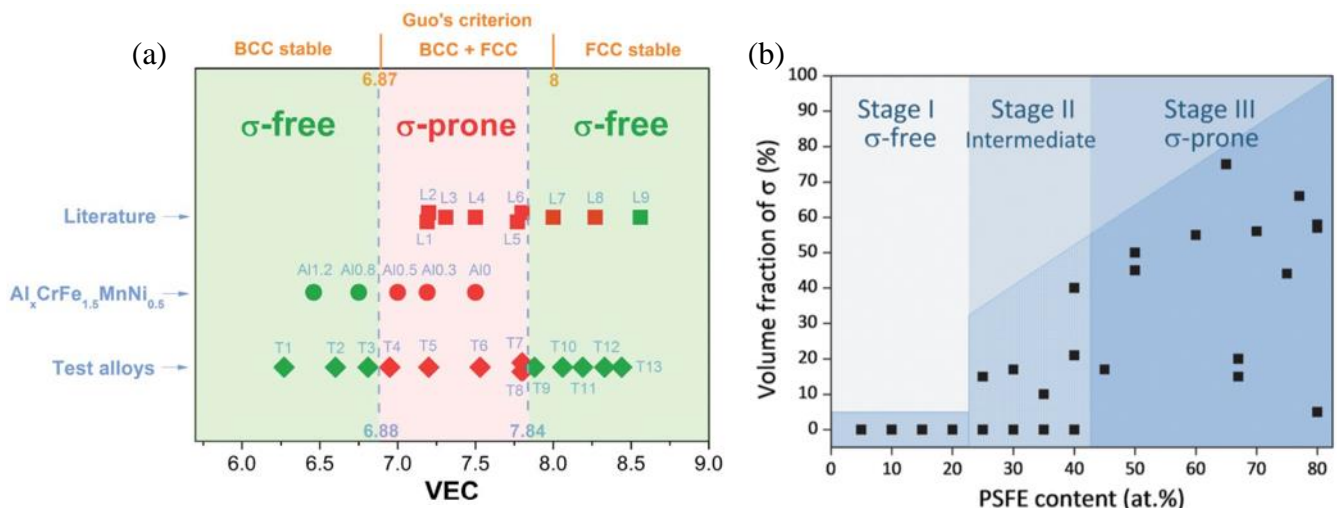 (a)
Guo's criterion
BCC stable
BCC + FCC
FCC stable
6.87
8
σ-free
σ-prone
σ-free
Literature
L1
L2
L3
L4
L5
L6
L7
L8
L9
AlxCrFe1.5MnNi0.5
Al1.2
Al0.8
Al0.5
Al0.3
Al0
Test alloys
T1
T2
T3
T4
T5
T6
T7
T8
T9
T10
T11
T12
T13
6.88
7.84
6.0
6.5
7.0
7.5
8.0
8.5
9.0
VEC
(b)
Volume fraction of σ (%)
100
90
80
70
60
50
40
30
20
10
0
Stage I
σ-free
Stage II
Intermediate
Stage III
σ-prone
0
10
20
30
40
50
60
70
80
PSFE content (at.%)